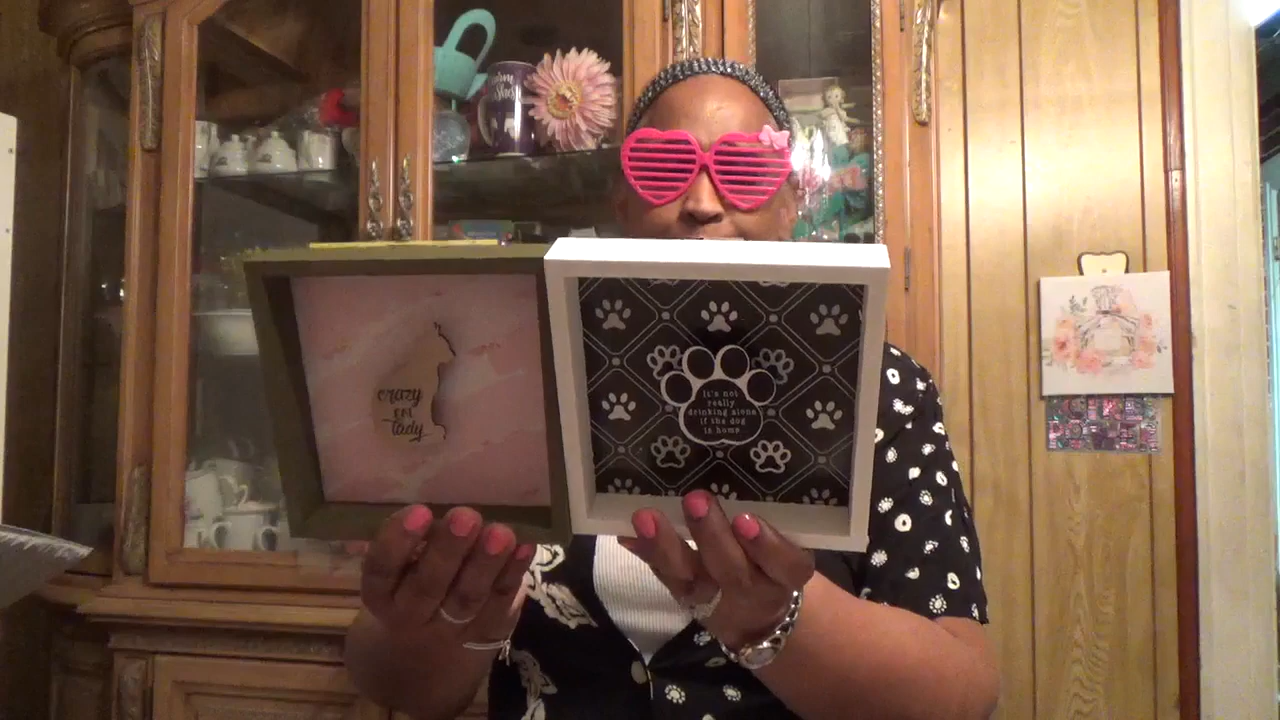 crazy
cat
lady
It's not
really
drinking alone
if the dog
is home